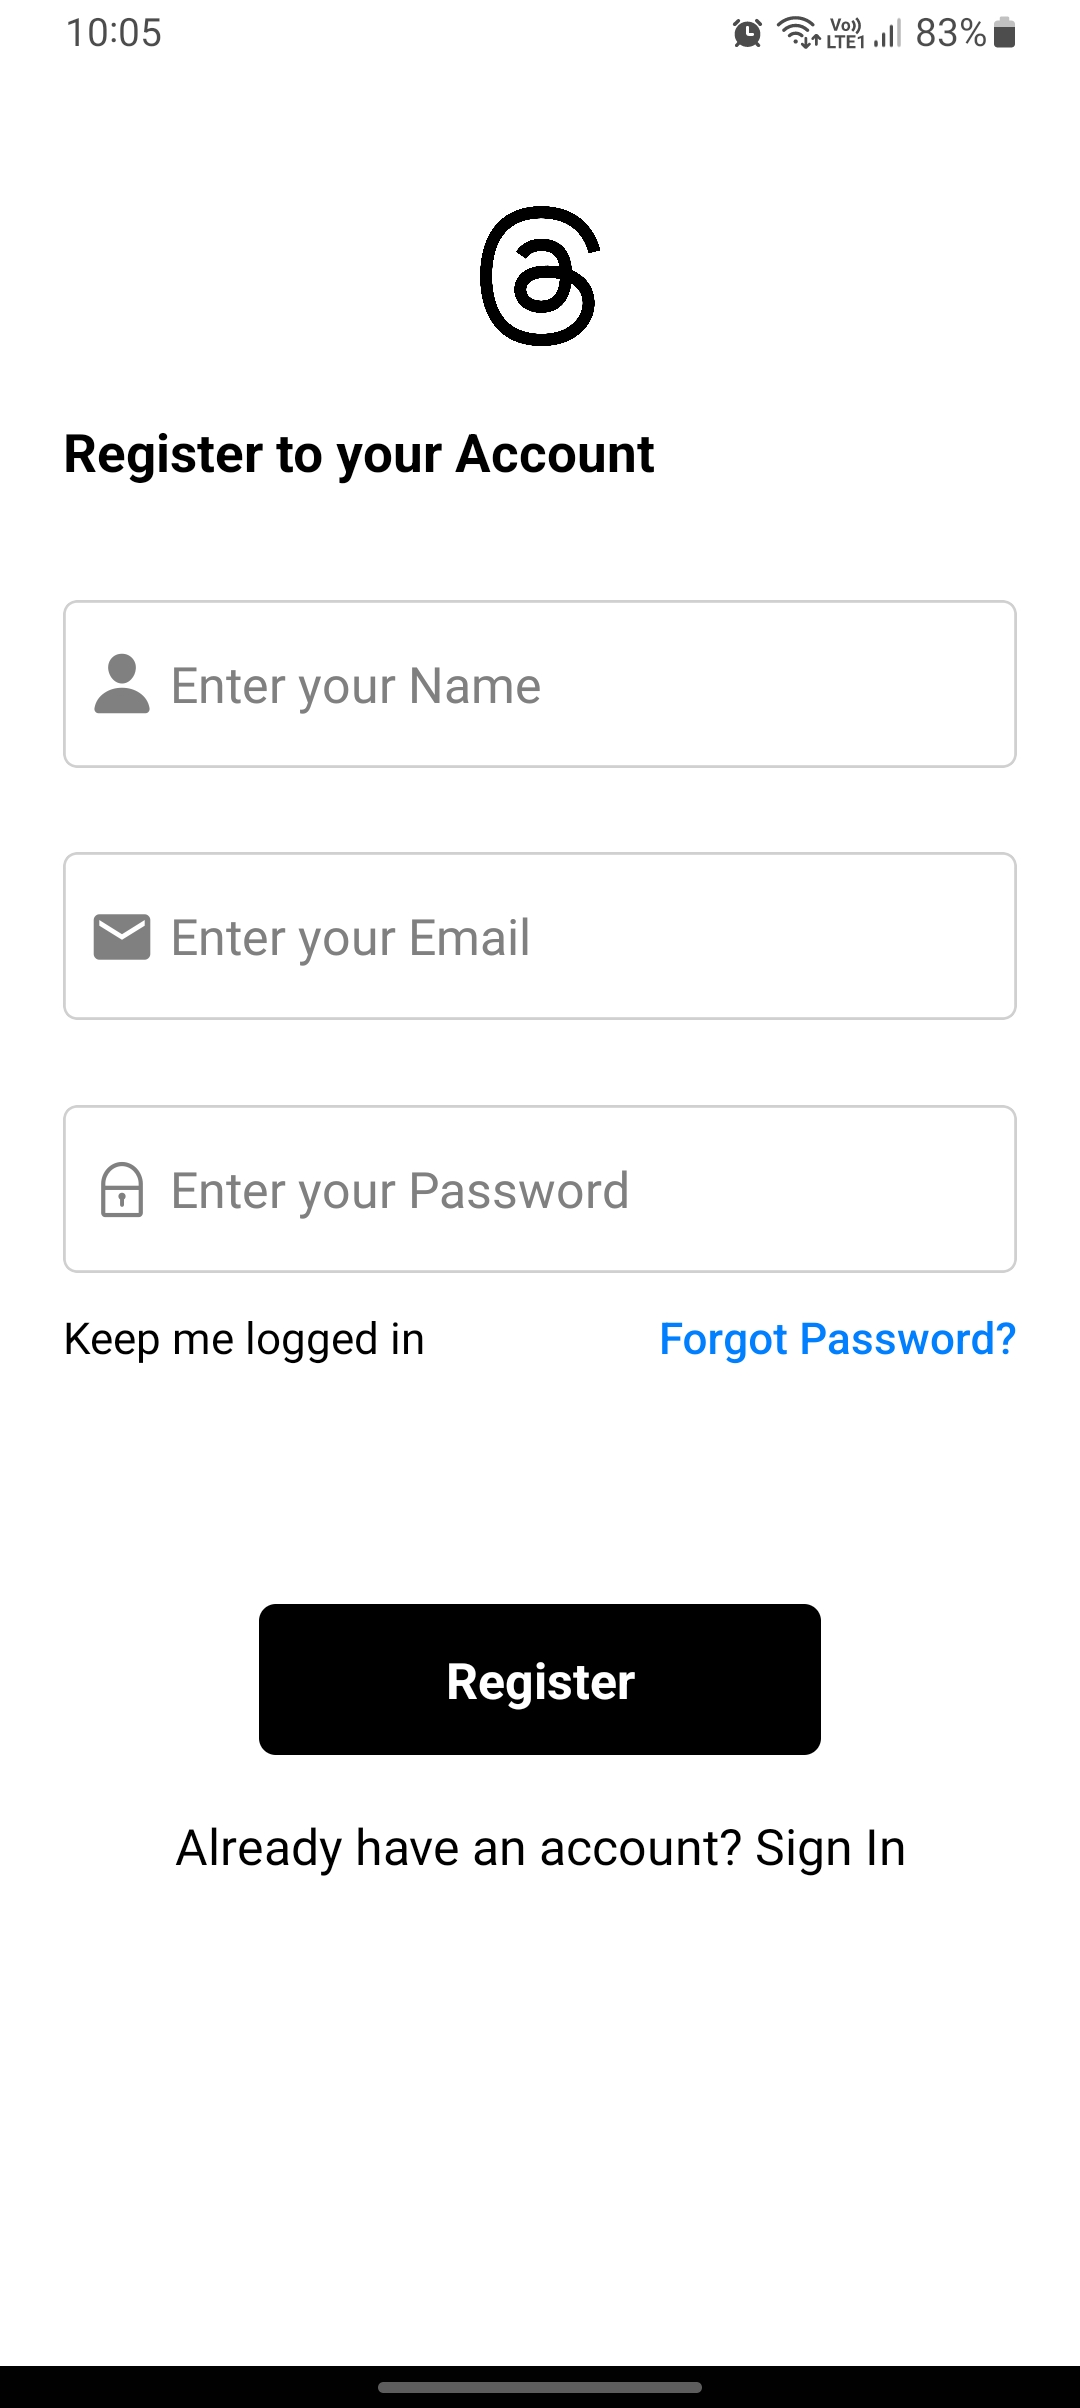 10:05 Vo)) LTE1 83%
Register to your Account
Enter your Name
Enter your Email
Enter your Password
Keep me logged in Forgot Password?
Register
Already have an account? Sign In